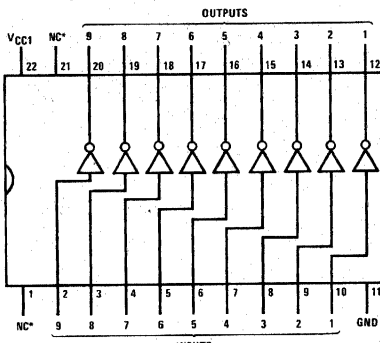 OUTPUTS
VCC1 NC* 9 8 7 6 5 4 3 2 1
22 21 20 19 18 17 16 15 14 13 12
1 2 3 4 5 6 7 8 9 10 11
NC* 9 8 7 6 5 4 3 2 1 GND
INPUTS